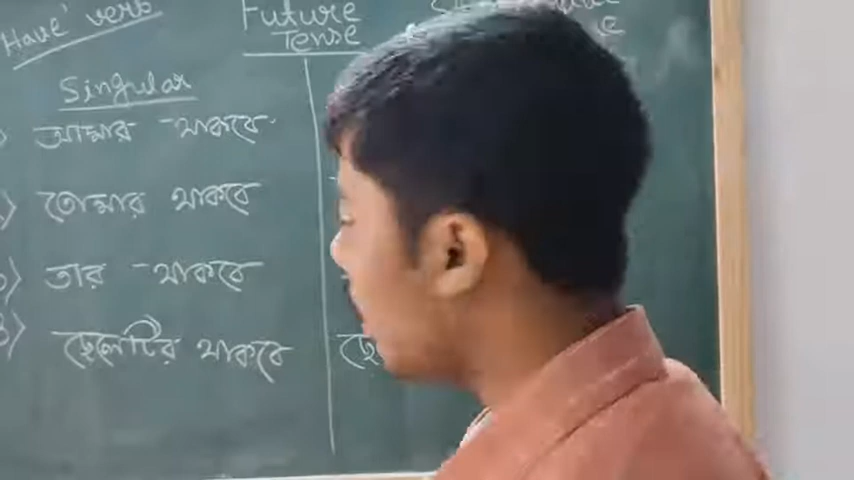 'Have' verb
Future Tense
Singular
আমার - থাকবে
তোমার থাকবে
তার - থাকবে
ছেলেটির থাকবে
ছে